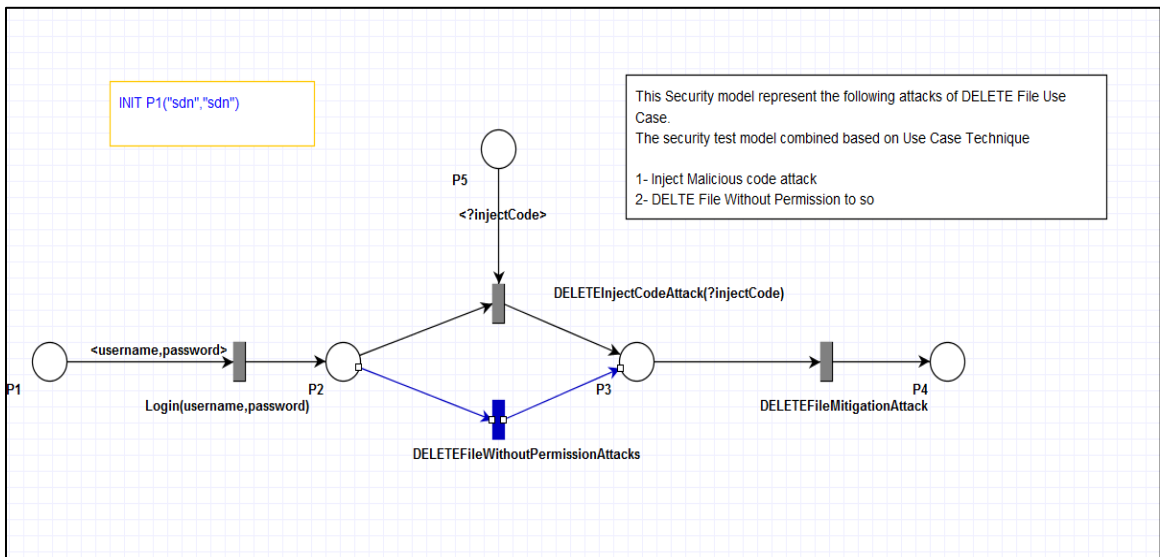 INIT P1("sdn","sdn")
This Security model represent the following attacks of DELETE File Use
Case.
The security test model combined based on Use Case Technique
1- Inject Malicious code attack
2- DELTE File Without Permission to so
P5
<?injectCode>
DELETEInjectCodeAttack(?injectCode)
<username,password>
P1
P2
P3
P4
Login(username,password)
DELETEFileMitigationAttack
DELETEFileWithoutPermissionAttacks